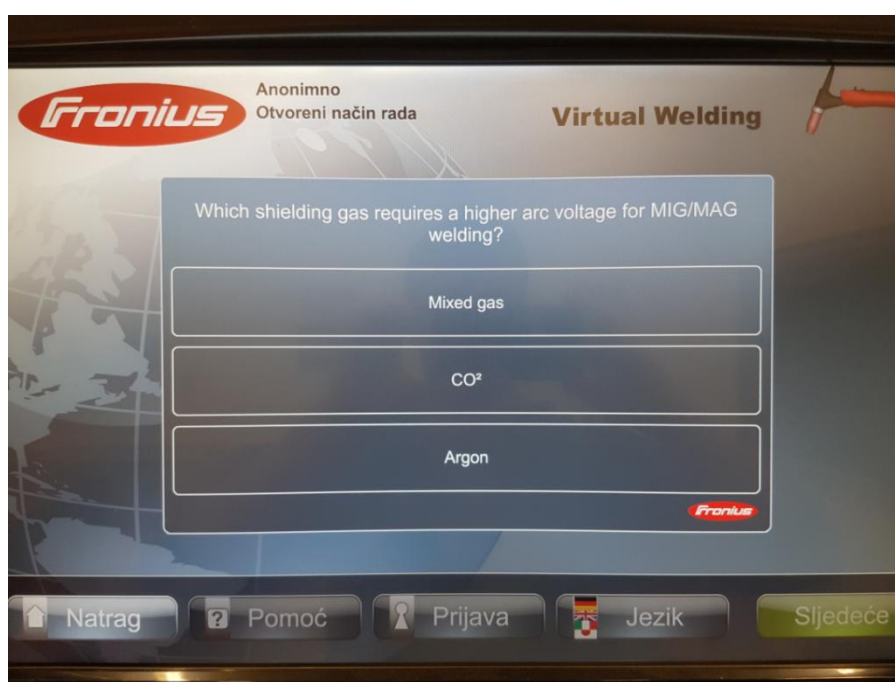 Fronius
Anonimno
Otvoreni način rada
Virtual Welding
Which shielding gas requires a higher arc voltage for MIG/MAG
welding?
Mixed gas
CO²
Argon
Fronius
Natrag
? Pomoć
Prijava
Jezik
Sljedeće